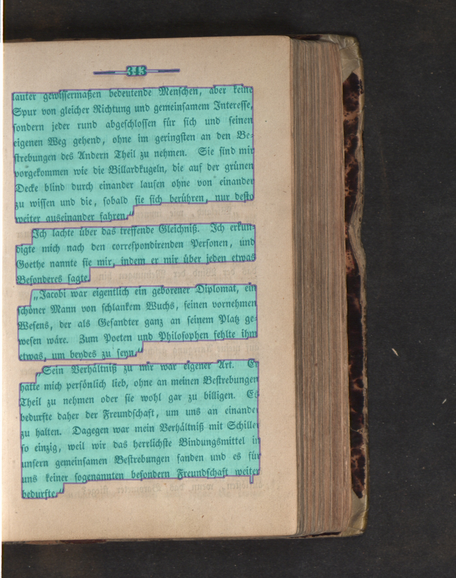 343
lauter gewissermaßen bedeutende Menschen, aber keine
Spur von gleicher Richtung und gemeinsamem Interesse,
sondern jeder rund abgeschlossen für sich und seinen
eigenen Weg gehend, ohne im geringsten an den Be-
strebungen des Andern Theil zu nehmen. Sie sind mir
vorgekommen wie die Billardkugeln, die auf der grünen
Decke blind durch einander laufen ohne von einander
zu wissen und die, sobald sie sich berühren, nur desto
weiter auseinander fahren.“
Ich lachte über das treffende Gleichniß. Ich erkun-
digte mich nach den correspondirenden Personen, und
Goethe nannte sie mir, indem er mir über jeden etwas
Besonderes sagte.
„Jacobi war eigentlich ein geborener Diplomat, ein
schöner Mann von schlankem Wuchs, seinen vornehmen
Wesens, der als Gesandter ganz an seinem Platz ge-
wesen wäre. Zum Poeten und Philosophen fehlte ihm
etwas, um beydes zu seyn.
Sein Verhältniß zu mir war eigener Art. Er
hatte mich persönlich lieb, ohne an meinen Bestrebungen
Theil zu nehmen oder sie wohl gar zu billigen. Es
bedurfte daher der Freundschaft, um uns an einander
zu halten. Dagegen war mein Verhältniß mit Schiller
so einzig, weil wir das herrlichste Bindungsmittel in
unsern gemeinsamen Bestrebungen fanden und es für
uns keiner sogenannten besondern Freundschaft weiter
bedurfte.